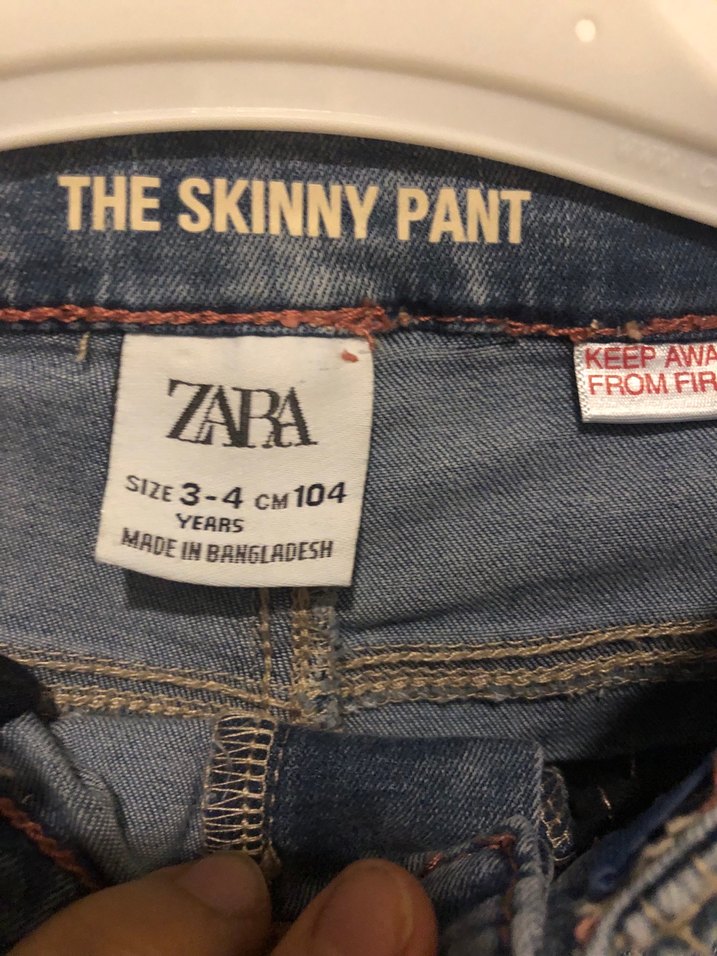 THE SKINNY PANT
ZARA
SIZE 3-4 CM 104
YEARS
MADE IN BANGLADESH
KEEP AWA
FROM FIR